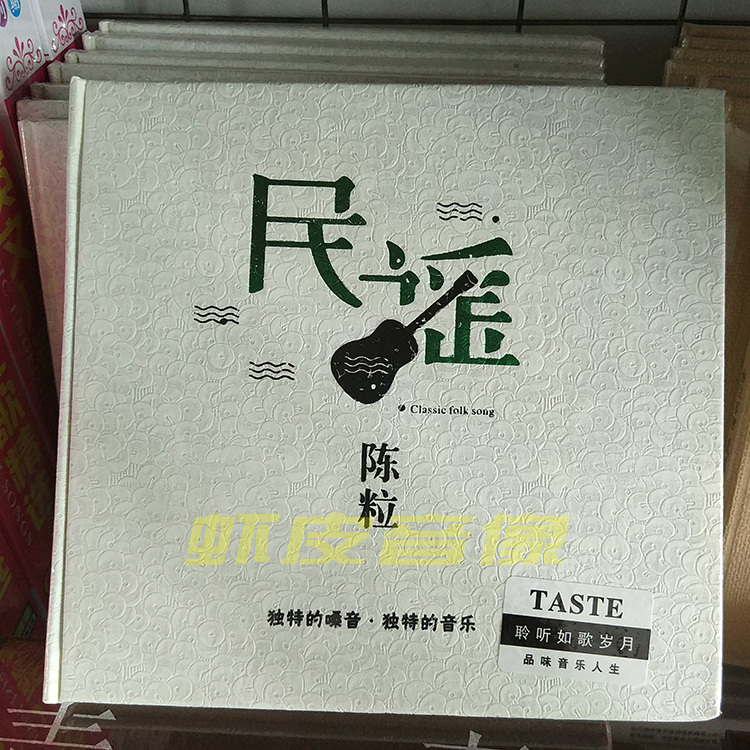 民谣
Classic folk song
陈粒
虾皮音像
独特的嗓音·独特的音乐
TASTE
聆听如歌岁月
品味音乐人生